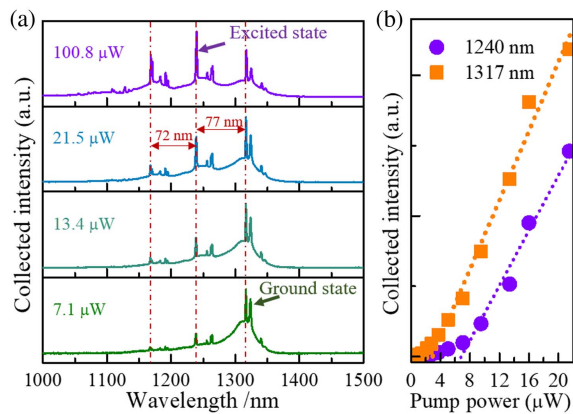 (a)
Collected intensity (a.u.)
100.8 μW
Excited state
21.5 μW
72 nm
77 nm
13.4 μW
7.1 μW
Ground state
1000 1100 1200 1300 1400 1500
Wavelength /nm
(b)
1240 nm
1317 nm
Collected intensity (a.u.)
0 4 8 12 16 20
Pump power (μW)